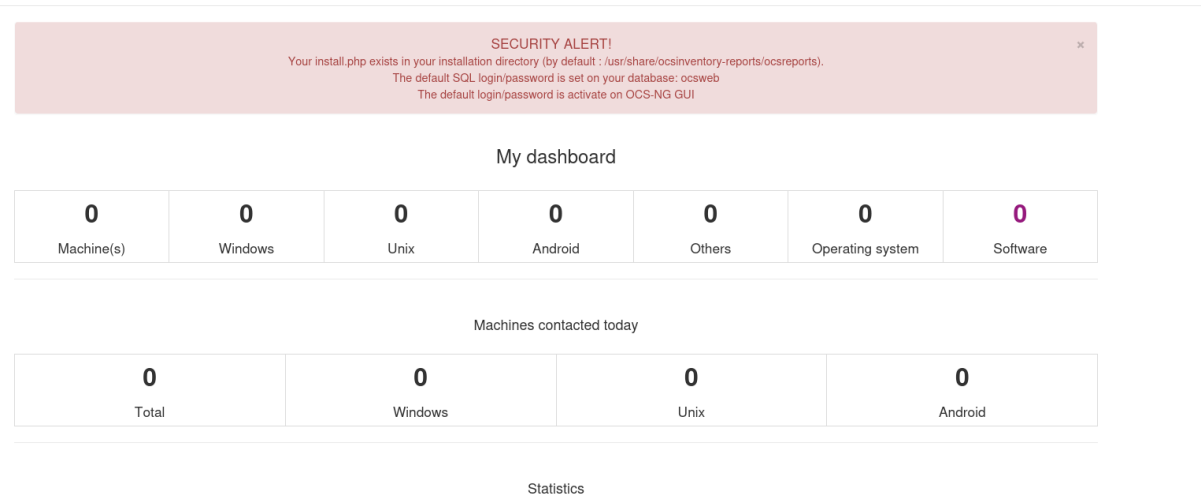 SECURITY ALERT!
×
Your install.php exists in your installation directory (by default : /usr/share/ocsinventory-reports/ocsreports).
The default SQL login/password is set on your database: ocsweb
The default login/password is activate on OCS-NG GUI
My dashboard
0 0 0 0 0 0 0
Machine(s) Windows Unix Android Others Operating system Software
Machines contacted today
0 0 0 0
Total Windows Unix Android
Statistics